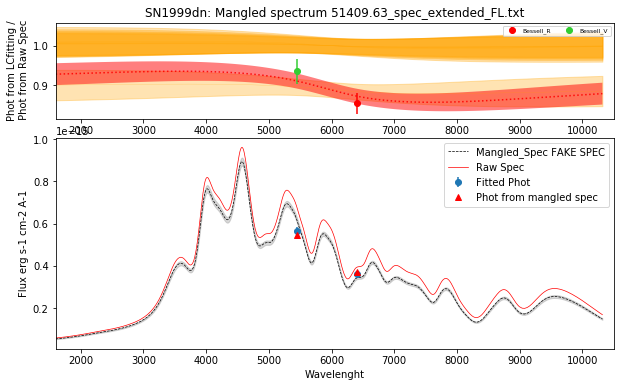 SN1999dn: Mangled spectrum 51409.63_spec_extended_FL.txt
Phot from LCfitting /
Phot from Raw Spec
1.0
0.9
Bessell_R
Bessell_V
2000 3000 4000 5000 6000 7000 8000 9000 10000
Flux erg s-1 cm-2 A-1
1.0
0.8
0.6
0.4
0.2
Mangled_Spec FAKE SPEC
Raw Spec
Fitted Phot
Phot from mangled spec
2000 3000 4000 5000 6000 7000 8000 9000 10000
Wavelenght